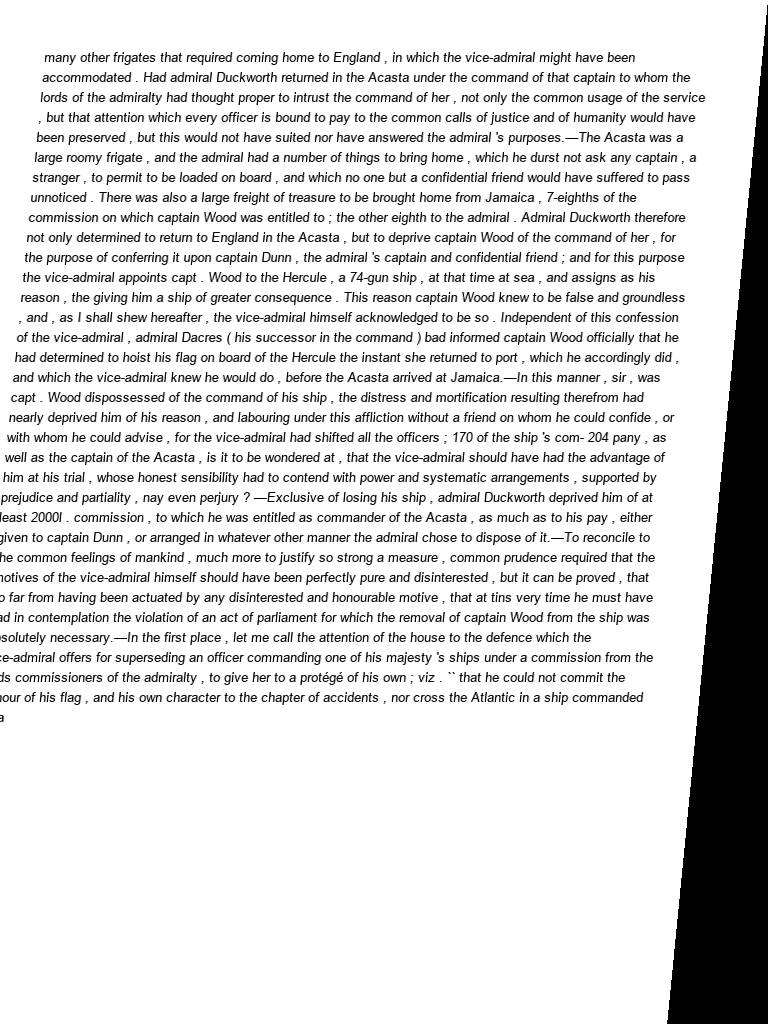 many other frigates that required coming home to England , in which the vice-admiral might have been
accommodated . Had admiral Duckworth returned in the Acasta under the command of that captain to whom the
lords of the admiralty had thought proper to intrust the command of her , not only the common usage of the service
, but that attention which every officer is bound to pay to the common calls of justice and of humanity would have
been preserved , but this would not have suited nor have answered the admiral 's purposes.—The Acasta was a
large roomy frigate , and the admiral had a number of things to bring home , which he durst not ask any captain , a
stranger , to permit to be loaded on board , and which no one but a confidential friend would have suffered to pass
unnoticed . There was also a large freight of treasure to be brought home from Jamaica , 7-eighths of the
commission on which captain Wood was entitled to ; the other eighth to the admiral . Admiral Duckworth therefore
not only determined to return to England in the Acasta , but to deprive captain Wood of the command of her , for
the purpose of conferring it upon captain Dunn , the admiral 's captain and confidential friend ; and for this purpose
the vice-admiral appoints capt . Wood to the Hercule , a 74-gun ship , at that time at sea , and assigns as his
reason , the giving him a ship of greater consequence . This reason captain Wood knew to be false and groundless
, and , as I shall shew hereafter , the vice-admiral himself acknowledged to be so . Independent of this confession
of the vice-admiral , admiral Dacres ( his successor in the command ) bad informed captain Wood officially that he
had determined to hoist his flag on board of the Hercule the instant she returned to port , which he accordingly did ,
and which the vice-admiral knew he would do , before the Acasta arrived at Jamaica.—In this manner , sir , was
capt . Wood dispossessed of the command of his ship , the distress and mortification resulting therefrom had
nearly deprived him of his reason , and labouring under this affliction without a friend on whom he could confide , or
with whom he could advise , for the vice-admiral had shifted all the officers ; 170 of the ship 's com- 204 pany , as
well as the captain of the Acasta , is it to be wondered at , that the vice-admiral should have had the advantage of
him at his trial , whose honest sensibility had to contend with power and systematic arrangements , supported by
prejudice and partiality , nay even perjury ? —Exclusive of losing his ship , admiral Duckworth deprived him of at
least 2000l . commission , to which he was entitled as commander of the Acasta , as much as to his pay , either
given to captain Dunn , or arranged in whatever other manner the admiral chose to dispose of it.—To reconcile to
he common feelings of mankind , much more to justify so strong a measure , common prudence required that the
notives of the vice-admiral himself should have been perfectly pure and disinterested , but it can be proved , that
o far from having been actuated by any disinterested and honourable motive , that at tins very time he must have
ad in contemplation the violation of an act of parliament for which the removal of captain Wood from the ship was
solutely necessary.—In the first place , let me call the attention of the house to the defence which the
ce-admiral offers for superseding an officer commanding one of his majesty 's ships under a commission from the
ds commissioners of the admiralty , to give her to a protégé of his own ; viz . `` that he could not commit the
nour of his flag , and his own character to the chapter of accidents , nor cross the Atlantic in a ship commanded
a